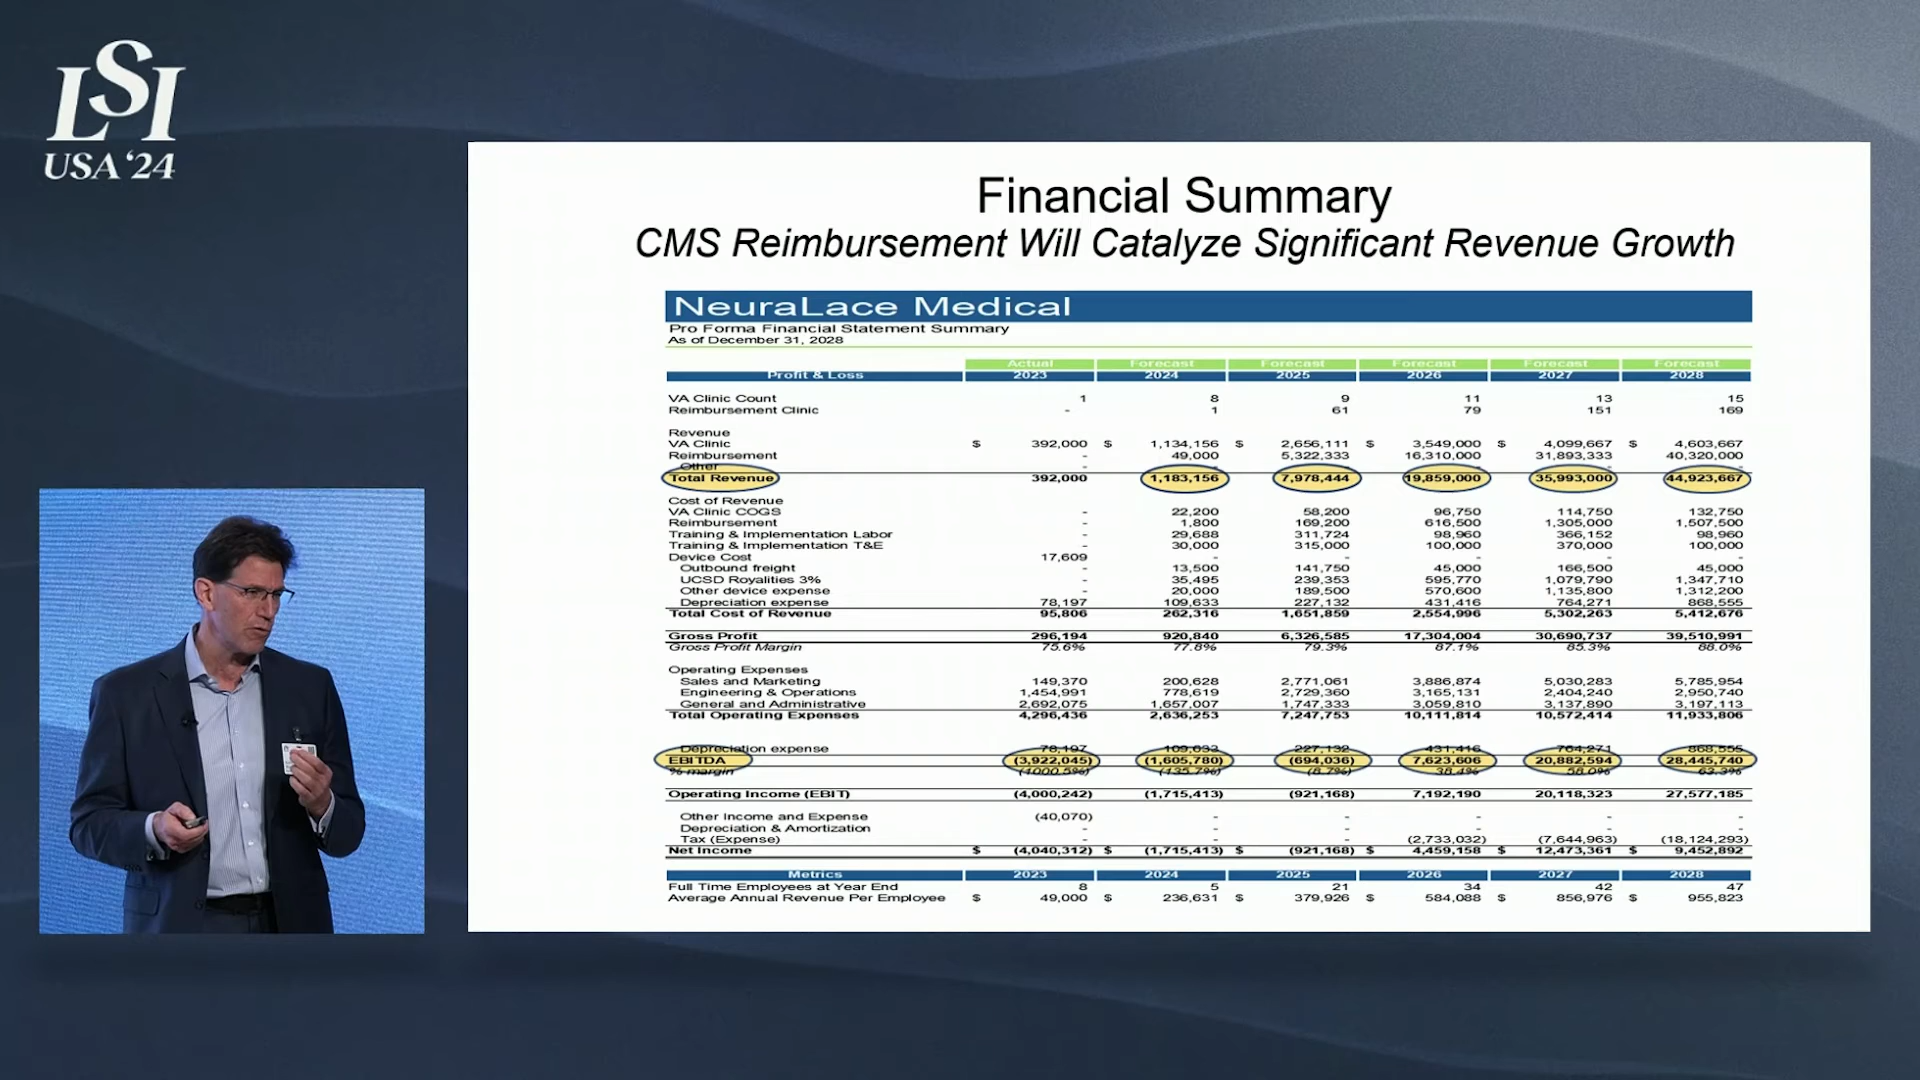 LSI
USA '24
Financial Summary
CMS Reimbursement Will Catalyze Significant Revenue Growth
NeuraLace Medical
Pro Forma Financial Statement Summary
As of December 31, 2028
Actual Forecast Forecast Forecast Forecast Forecast
Profit & Loss 2023 2024 2025 2026 2027 2028
VA Clinic Count 1 8 9 11 13 15
Reimbursement Clinic - 1 61 79 151 169
Revenue
VA Clinic $ 392,000 $ 1,134,156 $ 2,656,111 $ 3,549,000 $ 4,099,667 $ 4,603,667
Reimbursement - 49,000 5,322,333 16,310,000 31,893,333 40,320,000
Other - - - - - -
Total Revenue 392,000 1,183,156 7,978,444 19,859,000 35,993,000 44,923,667
Cost of Revenue
VA Clinic COGS - 22,200 58,200 96,750 114,750 132,750
Reimbursement - 1,800 169,200 616,500 1,305,000 1,507,500
Training & Implementation Labor - 29,688 311,724 98,960 366,152 98,960
Training & Implementation T&E - 30,000 315,000 100,000 370,000 100,000
Device Cost 17,609 - - - - -
Outbound freight - 13,500 141,750 45,000 166,500 45,000
UCSD Royalities 3% - 35,495 239,353 595,770 1,079,790 1,347,710
Other device expense - 20,000 189,500 570,600 1,135,800 1,312,200
Depreciation expense 78,197 109,633 227,132 431,416 764,271 868,555
Total Cost of Revenue 95,806 262,316 1,651,859 2,554,996 5,302,263 5,412,676
Gross Profit 296,194 920,840 6,326,585 17,304,004 30,690,737 39,510,991
Gross Profit Margin 75.6% 77.8% 79.3% 87.1% 85.3% 88.0%
Operating Expenses
Sales and Marketing 149,370 200,628 2,771,061 3,886,874 5,030,283 5,785,954
Engineering & Operations 1,454,991 778,619 2,729,360 3,165,131 2,404,240 2,950,740
General and Administrative 2,692,075 1,657,007 1,747,333 3,059,810 3,137,890 3,197,113
Total Operating Expenses 4,296,436 2,636,253 7,247,753 10,111,814 10,572,414 11,933,806
Depreciation expense 78,197 109,633 227,132 431,416 764,271 868,555
EBITDA (3,922,045) (1,605,780) (694,036) 7,623,606 20,882,594 28,445,740
% margin (1000.5%) (135.7%) (8.7%) 38.4% 58.0% 63.3%
Operating Income (EBIT) (4,000,242) (1,715,413) (921,168) 7,192,190 20,118,323 27,577,185
Other Income and Expense (40,070) - - - - -
Depreciation & Amortization - - - - - -
Tax (Expense) - - - (2,733,032) (7,644,963) (18,124,293)
Net Income $ (4,040,312) $ (1,715,413) $ (921,168) $ 4,459,158 $ 12,473,361 $ 9,452,892
Metrics 2023 2024 2025 2026 2027 2028
Full Time Employees at Year End 8 5 21 34 42 47
Average Annual Revenue Per Employee $ 49,000 $ 236,631 $ 379,926 $ 584,088 $ 856,976 $ 955,823